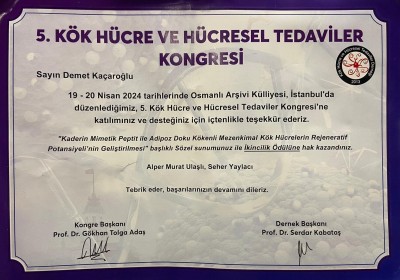 5. KÖK HÜCRE VE HÜCRESEL TEDAVİLER
KONGRESİ
Sayın Demet Kaçaroğlu
19 - 20 Nisan 2024 tarihlerinde Osmanlı Arşivi Külliyesi, İstanbul'da
düzenlediğimiz, 5. Kök Hücre ve Hücresel Tedaviler Kongresi'ne
katılımınız ve desteğiniz için içtenlikle teşekkür ederiz.
"Kaderin Mimetik Peptit ile Adipoz Doku Kökenli Mezenkimal Kök Hücrelerin Rejeneratif
Potansiyeli'nin Geliştirilmesi" başlıklı Sözel sunumunuz ile İkincilik Ödülüne hak kazandınız.
Alper Murat Ulaşlı, Seher Yaylacı
Tebrik eder, başarılarınızın devamını dileriz.
Kongre Başkanı
Prof. Dr. Gökhan Tolga Adaş
Dernek Başkanı
Prof. Dr. Serdar Kabataş